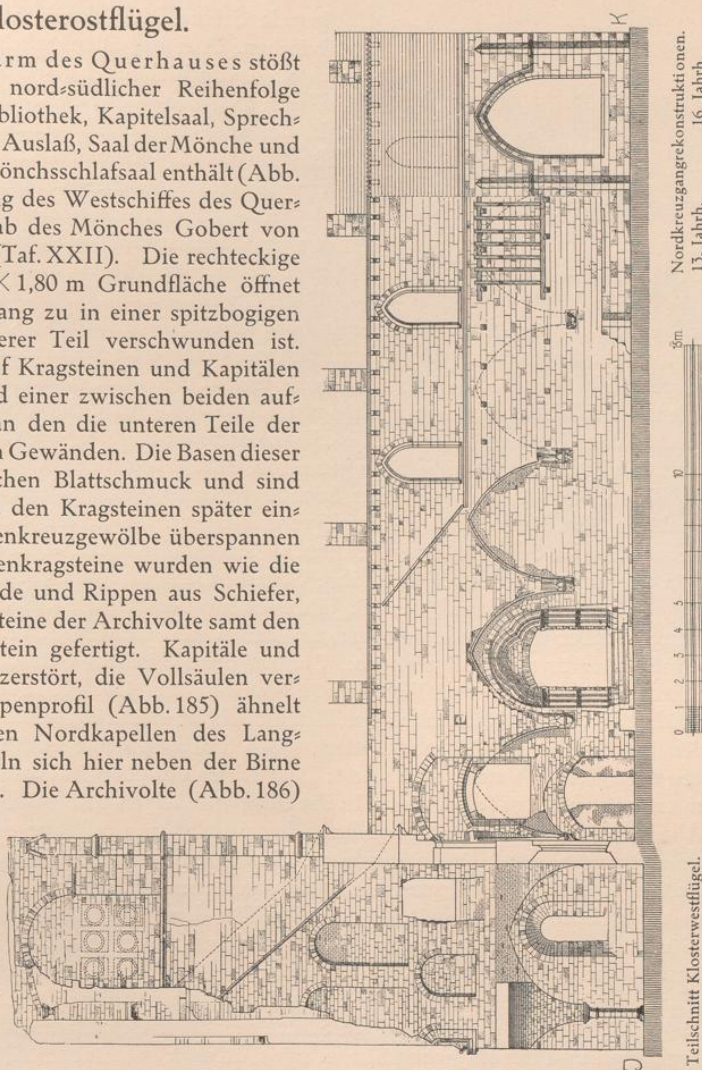 losterostflügel.
rm des Querhauses stößt
nord⸗südlicher Reihenfolge
bliothek, Kapitelsaal, Sprech⸗
Auslaß, Saal der Mönche und
önchsschlafsaal enthält (Abb.
g des Westschiffes des Quer⸗
ab des Mönches Gobert von
(Taf. XXII). Die rechteckige
× 1,80 m Grundfläche öffnet
ang zu in einer spitzbogigen
erer Teil verschwunden ist.
f Kragsteinen und Kapitälen
d einer zwischen beiden auf⸗
an den die unteren Teile der
n Gewänden. Die Basen dieser
chen Blattschmuck und sind
den Kragsteinen später ein⸗
enkreuzgewölbe überspannen
enkragsteine wurden wie die
de und Rippen aus Schiefer,
steine der Archivolte samt den
tein gefertigt. Kapitäle und
zerstört, die Vollsäulen ver⸗
ppenprofil (Abb. 185) ähnelt
en Nordkapellen des Lang⸗
ln sich hier neben der Birne
. Die Archivolte (Abb. 186)
K
J
Nordkreuzgangrekonstruktionen.
13. Jahrh. 16. Jahrh.
0 1 2 3 4 5 10 15m
Teilschnitt Klosterwestflügel.